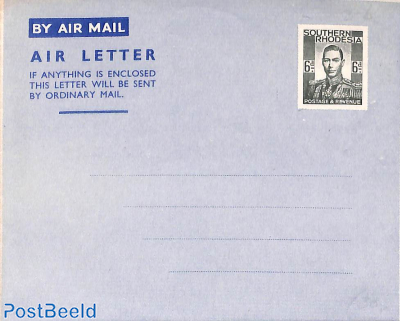 BY AIR MAIL
AIR LETTER
IF ANYTHING IS ENCLOSED
THIS LETTER WILL BE SENT
BY ORDINARY MAIL.
SOUTHERN
RHODESIA
6D 6D
POSTAGE & REVENUE
PostBeeld